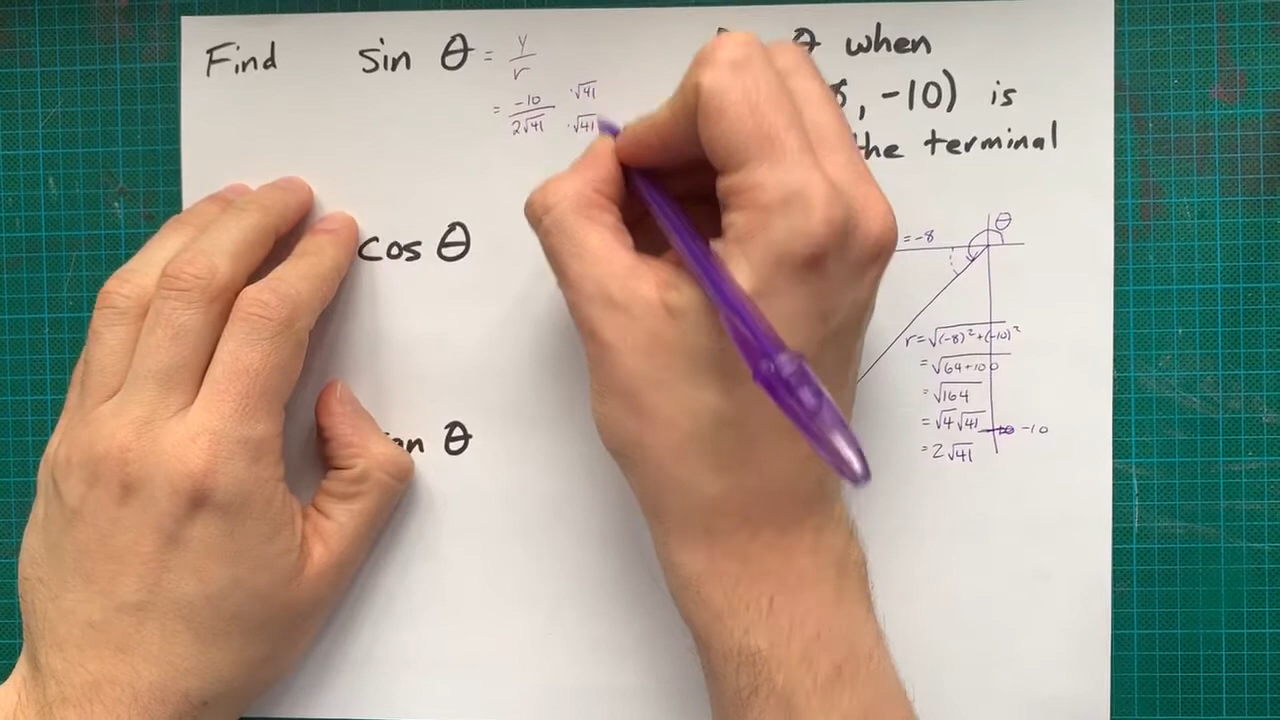 Find sin θ = y/r
= -10/2√41 ·√41/·√41
cos θ
θ
θ when
, -10) is
the terminal
θ
= -8
r = √(-8)² + (-10)²
= √64+100
= √164
= √4 √41
-10
= 2√41